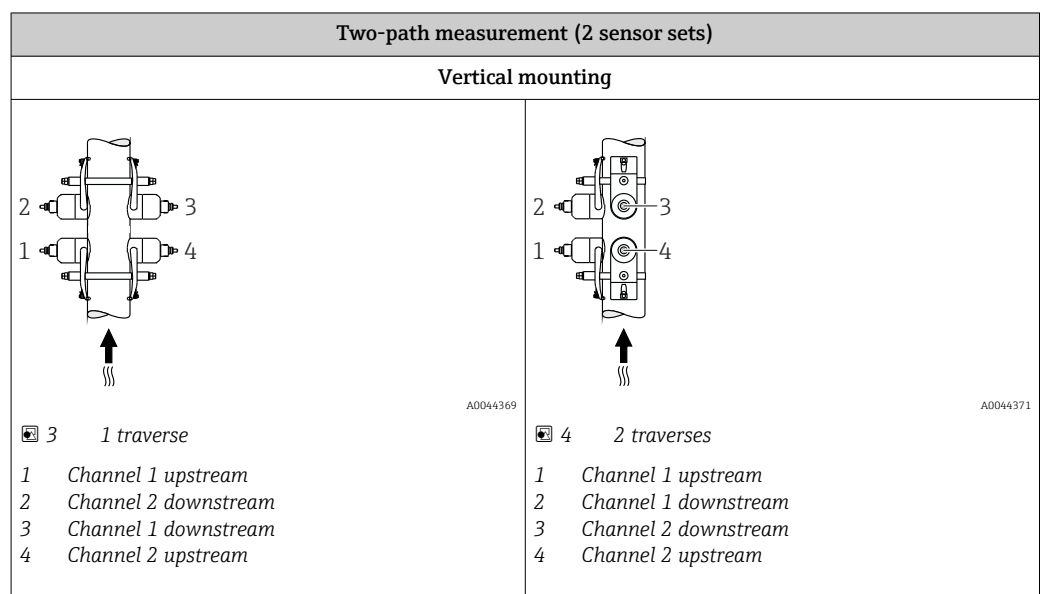 Two-path measurement (2 sensor sets)
Vertical mounting
2
3
1
4
A0044369
3 1 traverse
1 Channel 1 upstream
2 Channel 2 downstream
3 Channel 1 downstream
4 Channel 2 upstream
2
3
1
4
A0044371
4 2 traverses
1 Channel 1 upstream
2 Channel 1 downstream
3 Channel 2 downstream
4 Channel 2 upstream